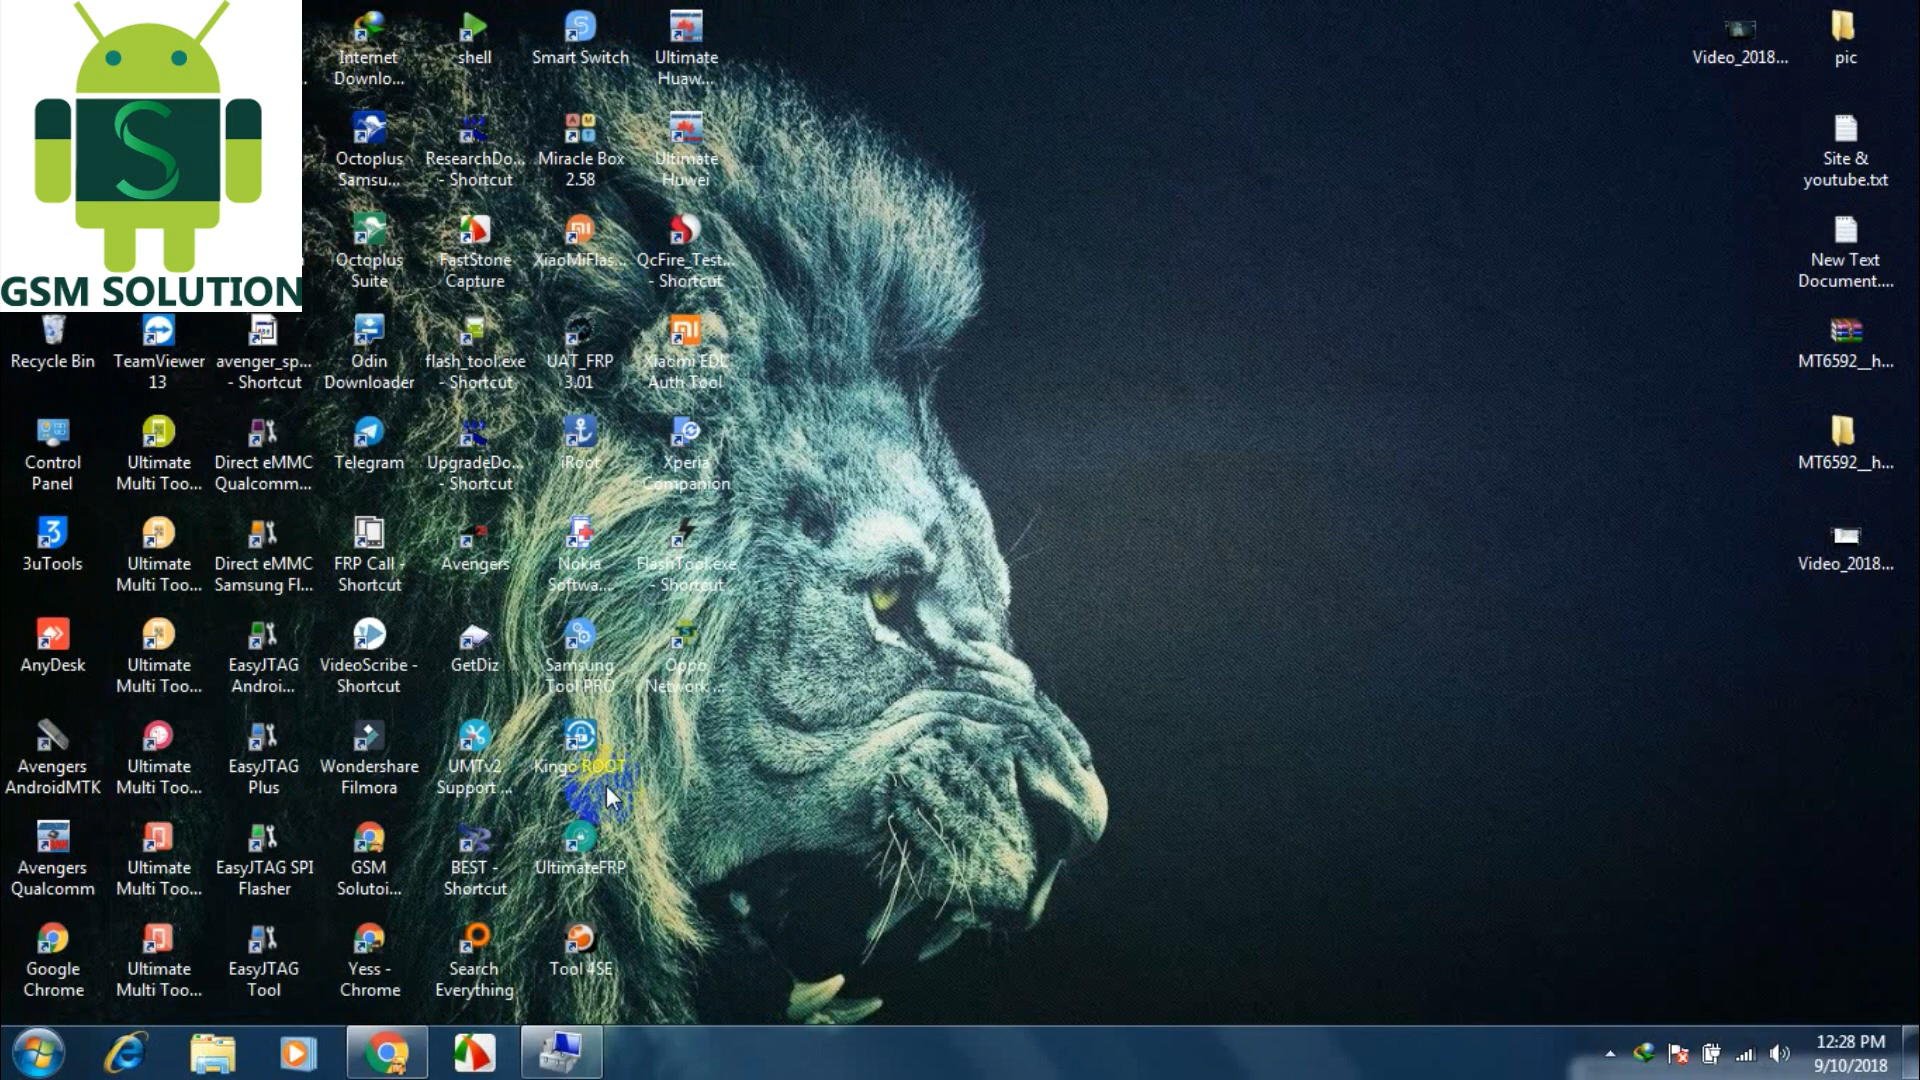 GSM SOLUTION
S
Internet
Downlo...
shell
Smart Switch
Ultimate
Huaw...
Octoplus
Samsu...
ResearchDo...
- Shortcut
Miracle Box
2.58
Ultimate
Huwei
Octoplus
Suite
FastStone
Capture
XiaoMiFlas...
QcFire_Test...
- Shortcut
Recycle Bin
TeamViewer
13
avenger_sp...
- Shortcut
Odin
Downloader
flash_tool.exe
- Shortcut
UAT_FRP
3.01
Xiaomi EDL
Auth Tool
Control
Panel
Ultimate
Multi Too...
Direct eMMC
Qualcomm...
Telegram
UpgradeDo...
- Shortcut
iRoot
Xperia
Companion
3uTools
Ultimate
Multi Too...
Direct eMMC
Samsung Fl...
FRP Call -
Shortcut
Avengers
Nokia
Softwa...
FlashTool.exe
- Shortcut
AnyDesk
Ultimate
Multi Too...
EasyJTAG
Androi...
VideoScribe -
Shortcut
GetDiz
Samsung
Tool PRO
Oppo
Network ...
Avengers
AndroidMTK
Ultimate
Multi Too...
EasyJTAG
Plus
Wondershare
Filmora
UMTv2
Support ...
Kingo ROOT
Avengers
Qualcomm
Ultimate
Multi Too...
EasyJTAG SPI
Flasher
GSM
Solutoi...
BEST -
Shortcut
UltimateFRP
Google
Chrome
Ultimate
Multi Too...
EasyJTAG
Tool
Yess -
Chrome
Search
Everything
Tool 4SE
Video_2018...
pic
Site &
youtube.txt
New Text
Document....
MT6592__h...
MT6592__h...
Video_2018...
12:28 PM
9/10/2018